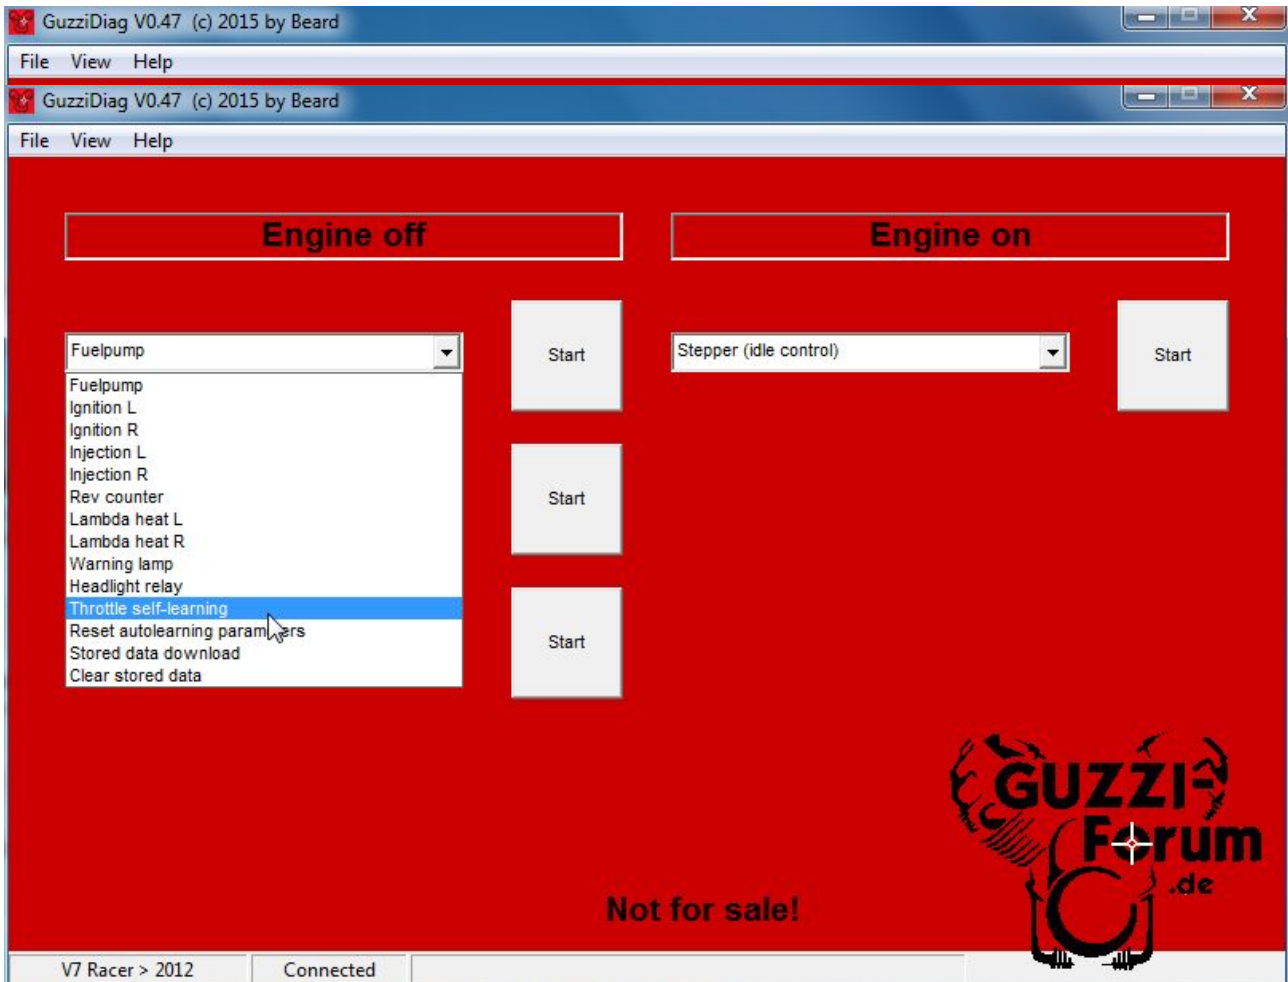 GuzziDiag V0.47 (c) 2015 by Beard
File View Help
GuzziDiag V0.47 (c) 2015 by Beard
File View Help
Engine off
Engine on
Fuelpump
Start
Stepper (idle control)
Start
Fuelpump
Ignition L
Ignition R
Injection L
Injection R
Rev counter
Start
Lambda heat L
Lambda heat R
Warning lamp
Headlight relay
Throttle self-learning
Reset autolearning parameters
Start
Stored data download
Clear stored data
GUZZI-
Forum
.de
Not for sale!
V7 Racer > 2012
Connected